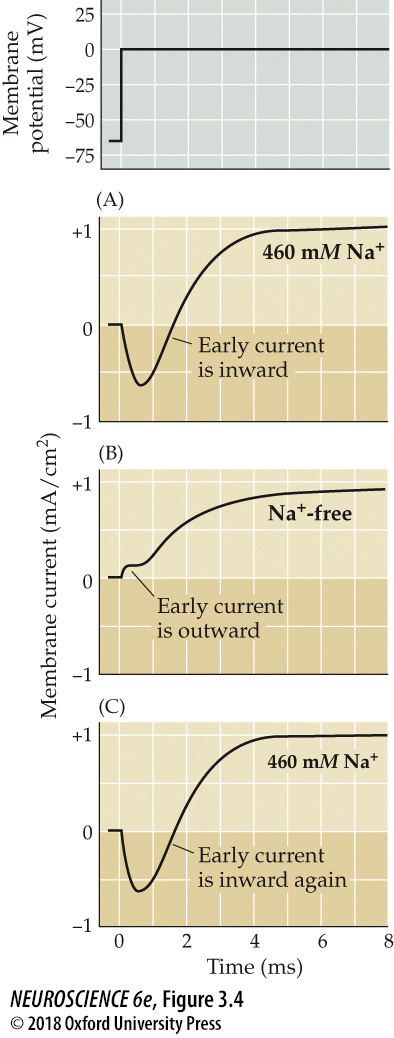 Membrane
potential (mV)
25
0
−25
−50
−75
(A)
+1
460 mM Na⁺
0
Early current
is inward
−1
Membrane current (mA/cm²)
(B)
+1
Na⁺-free
0
Early current
is outward
−1
(C)
+1
460 mM Na⁺
0
Early current
is inward again
−1
0 2 4 6 8
Time (ms)
NEUROSCIENCE 6e, Figure 3.4
© 2018 Oxford University Press